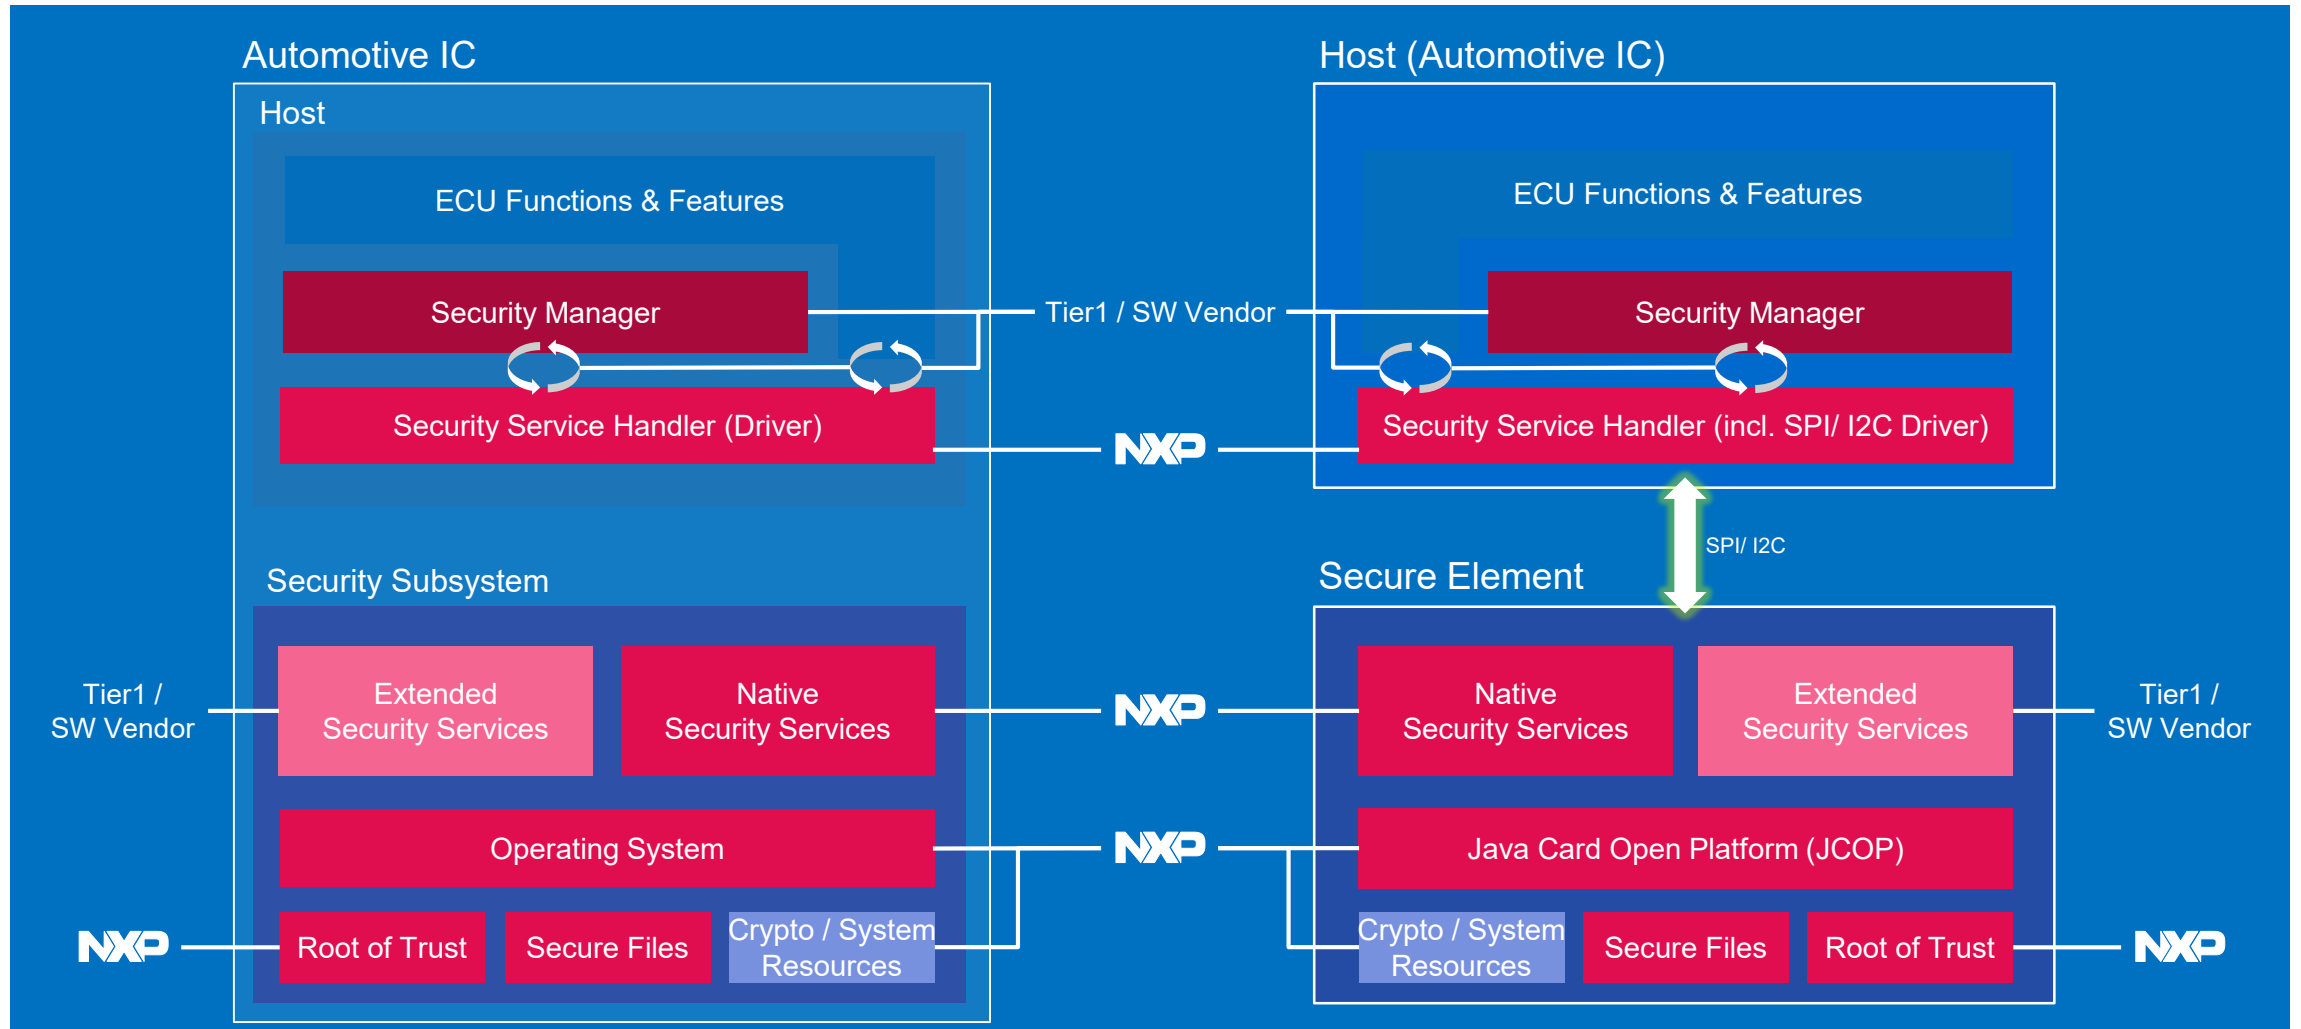 Automotive IC
Host
ECU Functions & Features
Security Manager
Security Service Handler (Driver)
Tier1 / SW Vendor
NXP
Host (Automotive IC)
ECU Functions & Features
Security Manager
Security Service Handler (incl. SPI/ I2C Driver)
SPI/ I2C
Security Subsystem
Tier1 /
SW Vendor
Extended
Security Services
Native
Security Services
NXP
Operating System
NXP
NXP
Root of Trust
Secure Files
Crypto / System
Resources
Secure Element
Native
Security Services
Extended
Security Services
Tier1 /
SW Vendor
Java Card Open Platform (JCOP)
Crypto / System
Resources
Secure Files
Root of Trust
NXP